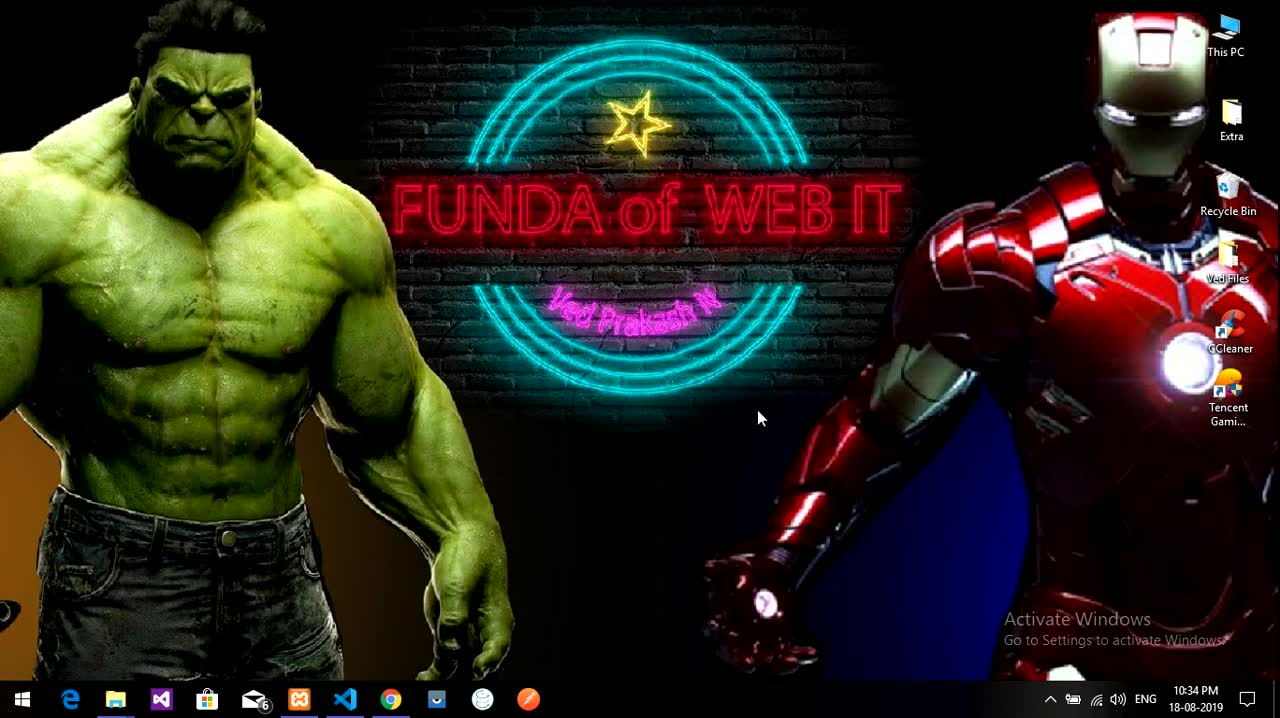 FUNDA of WEB IT
Ved Prakash N
This PC
Extra
Recycle Bin
Ved Files
CCleaner
Tencent
Gami...
Activate Windows
Go to Settings to activate Windows.
6
ENG
10:34 PM
18-08-2019